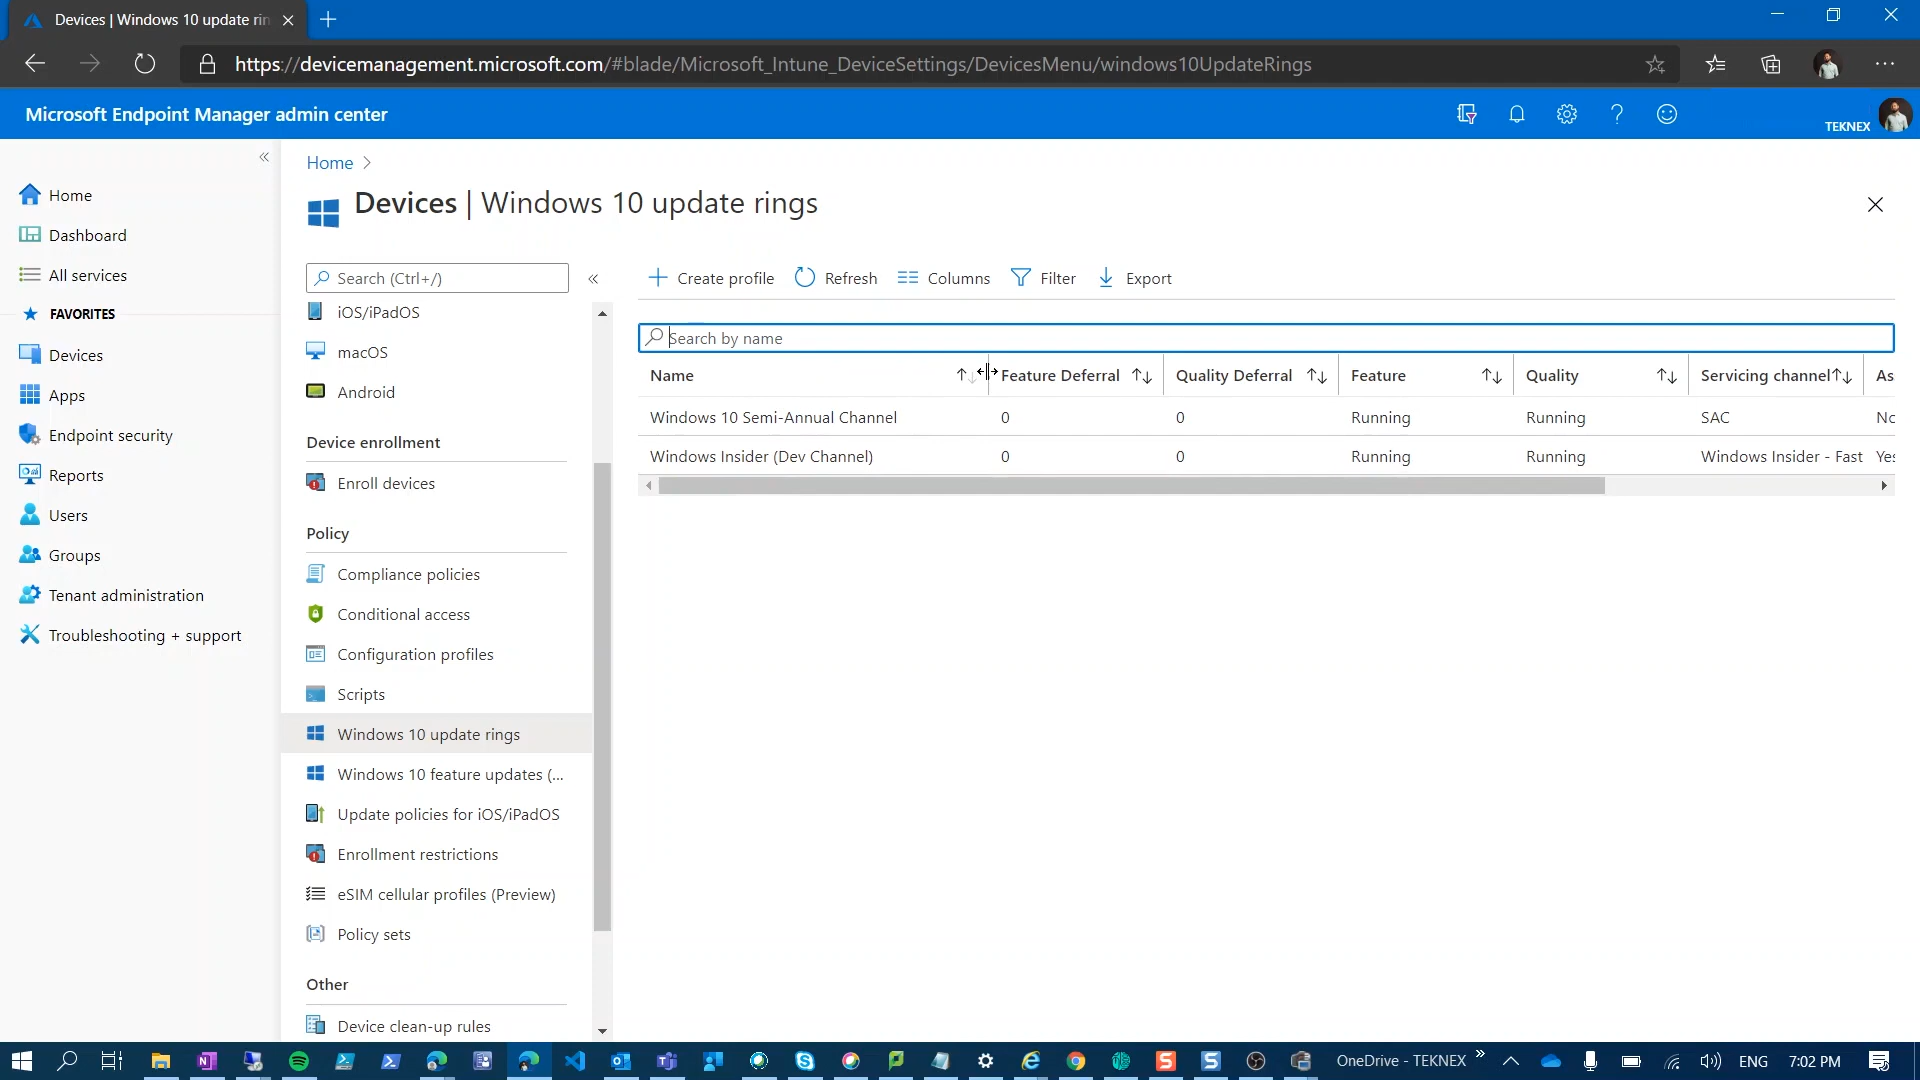 Devices | Windows 10 update rin
https://devicemanagement.microsoft.com/#blade/Microsoft_Intune_DeviceSettings/DevicesMenu/windows10UpdateRings
Microsoft Endpoint Manager admin center
TEKNEX
Home
Dashboard
All services
FAVORITES
Devices
Apps
Endpoint security
Reports
Users
Groups
Tenant administration
Troubleshooting + support
Home >
Devices | Windows 10 update rings
Search (Ctrl+/)
iOS/iPadOS
macOS
Android
Device enrollment
Enroll devices
Policy
Compliance policies
Conditional access
Configuration profiles
Scripts
Windows 10 update rings
Windows 10 feature updates (...
Update policies for iOS/iPadOS
Enrollment restrictions
eSIM cellular profiles (Preview)
Policy sets
Other
Device clean-up rules
Create profile Refresh Columns Filter Export
Search by name
Name Feature Deferral Quality Deferral Feature Quality Servicing channel As
Windows 10 Semi-Annual Channel 0 0 Running Running SAC No
Windows Insider (Dev Channel) 0 0 Running Running Windows Insider - Fast Yes
OneDrive - TEKNEX ENG 7:02 PM